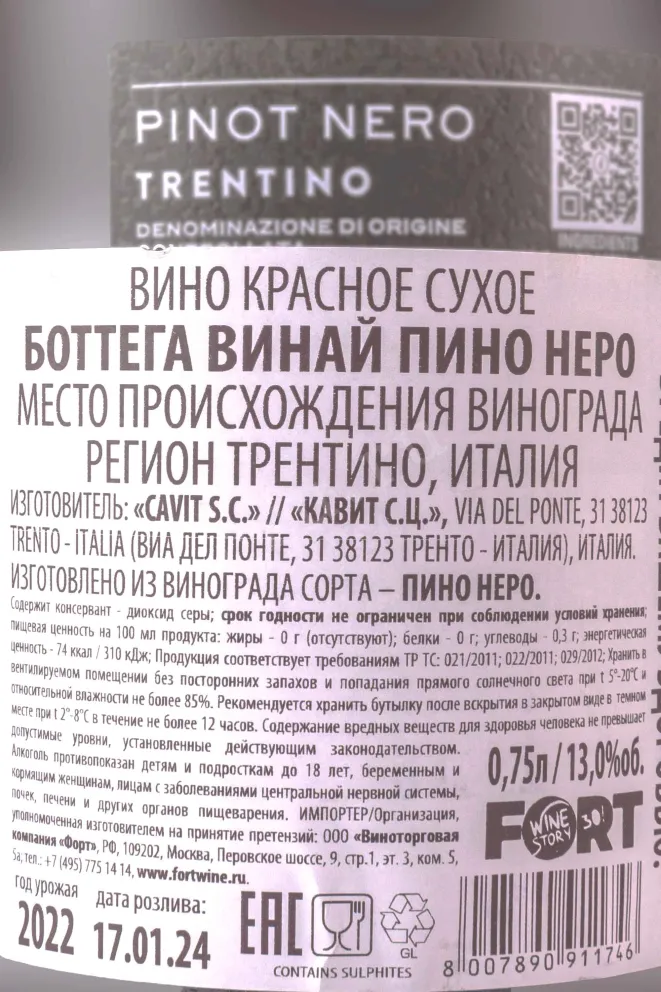 PINOT NERO
TRENTINO
DENOMINAZIONE DI ORIGINE
INGREDIENTS
ВИНО КРАСНОЕ СУХОЕ
БОТТЕГА ВИНАЙ ПИНО НЕРО
МЕСТО ПРОИСХОЖДЕНИЯ ВИНОГРАДА
РЕГИОН ТРЕНТИНО, ИТАЛИЯ
ИЗГОТОВИТЕЛЬ: «CAVIT S.C.» // «КАВИТ С.Ц.», VIA DEL PONTE, 31 38123
TRENTO - ITALIA (ВИА ДЕЛ ПОНТЕ, 31 38123 ТРЕНТО - ИТАЛИЯ), ИТАЛИЯ.
ИЗГОТОВЛЕНО ИЗ ВИНОГРАДА СОРТА – ПИНО НЕРО.
Содержит консервант - диоксид серы; срок годности не ограничен при соблюдении условий хранения;
пищевая ценность на 100 мл продукта: жиры - 0 г (отсутствуют); белки - 0 г; углеводы - 0,3 г; энергетическая
ценность - 74 ккал / 310 кДж; Продукция соответствует требованиям ТР ТС: 021/2011; 022/2011; 029/2012; Хранить в
вентилируемом помещении без посторонних запахов и попадания прямого солнечного света при t 5°-20°С и
относительной влажности не более 85%. Рекомендуется хранить бутылку после вскрытия в закрытом виде в темном
месте при t 2°-8°С в течение не более 12 часов. Содержание вредных веществ для здоровья человека не превышает
допустимые уровни, установленные действующим законодательством.
Алкоголь противопоказан детям и подросткам до 18 лет, беременным и
кормящим женщинам, лицам с заболеваниями центральной нервной системы,
почек, печени и других органов пищеварения. ИМПОРТЕР/Организация,
уполномоченная изготовителем на принятие претензий: ООО «Виноторговая
компания «Форт», РФ, 109202, Москва, Перовское шоссе, 9, стр.1, эт. 3, ком. 5,
5а; тел.: +7 (495) 775 14 14, www.fortwine.ru.
0,75л / 13,0%об.
FORT
WINE STORY 30!
год урожая дата розлива:
2022 17.01.24
EAC
GL
CONTAINS SULPHITES
8 007890 911746